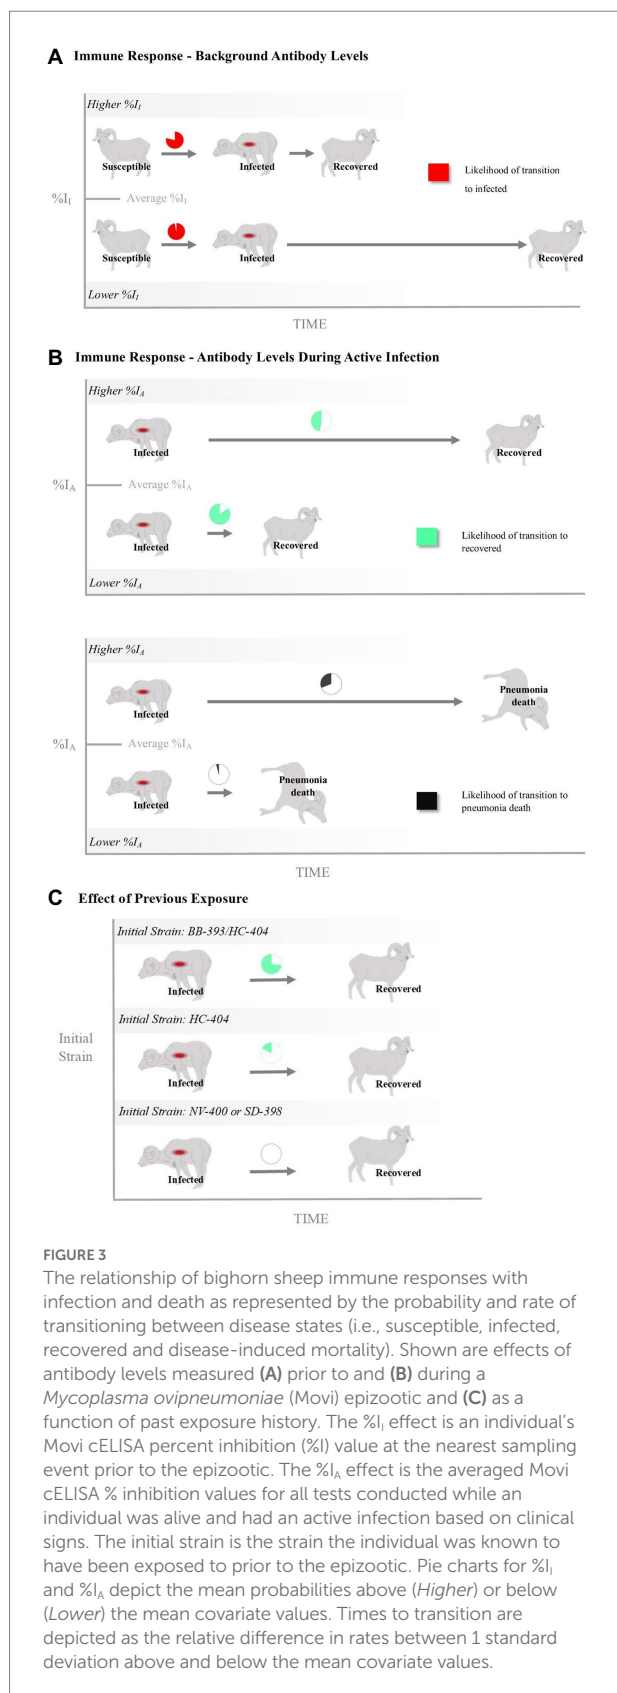 A Immune Response - Background Antibody Levels
Higher %I_I
Susceptible
Infected
Recovered
Likelihood of transition
to infected
%I_I
Average %I_I
Susceptible
Infected
Recovered
Lower %I_I
TIME
B Immune Response - Antibody Levels During Active Infection
Higher %I_A
Infected
Recovered
%I_A
Average %I_A
Infected
Recovered
Likelihood of transition to
recovered
Lower %I_A
Higher %I_A
Infected
Pneumonia
death
%I_A
Average %I_A
Infected
Pneumonia
death
Likelihood of transition to
pneumonia death
Lower %I_A
TIME
C Effect of Previous Exposure
Initial Strain: BB-393/HC-404
Infected
Recovered
Initial
Strain
Initial Strain: HC-404
Infected
Recovered
Initial Strain: NV-400 or SD-398
Infected
Recovered
TIME
FIGURE 3
The relationship of bighorn sheep immune responses with
infection and death as represented by the probability and rate of
transitioning between disease states (i.e., susceptible, infected,
recovered and disease-induced mortality). Shown are effects of
antibody levels measured (A) prior to and (B) during a
Mycoplasma ovipneumoniae (Movi) epizootic and (C) as a
function of past exposure history. The %I_I effect is an individual's
Movi cELISA percent inhibition (%I) value at the nearest sampling
event prior to the epizootic. The %I_A effect is the averaged Movi
cELISA % inhibition values for all tests conducted while an
individual was alive and had an active infection based on clinical
signs. The initial strain is the strain the individual was known to
have been exposed to prior to the epizootic. Pie charts for %I_I
and %I_A depict the mean probabilities above (Higher) or below
(Lower) the mean covariate values. Times to transition are
depicted as the relative difference in rates between 1 standard
deviation above and below the mean covariate values.